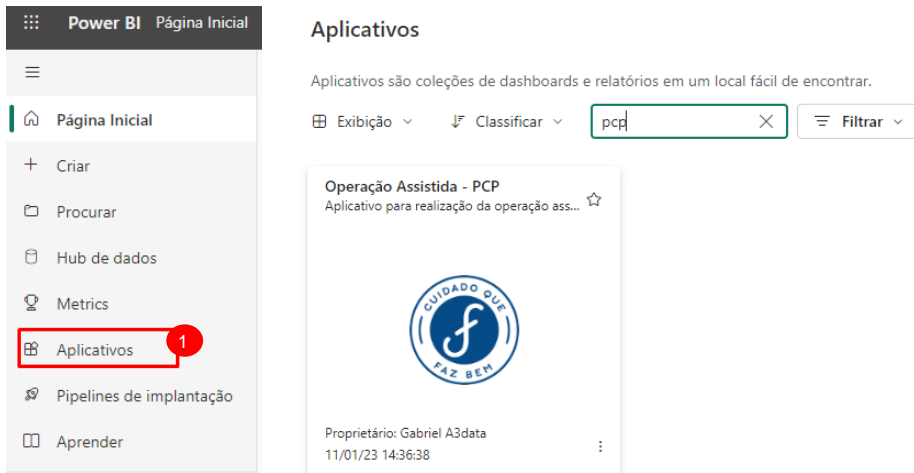 Power BI Página Inicial
Página Inicial
Criar
Procurar
Hub de dados
Metrics
Aplicativos
1
Pipelines de implantação
Aprender
Aplicativos
Aplicativos são coleções de dashboards e relatórios em um local fácil de encontrar.
Exibição
Classificar
pcp
Filtrar
Operação Assistida - PCP
Aplicativo para realização da operação ass...
CUIDADO QUE
f
FAZ BEM
Proprietário: Gabriel A3data
11/01/23 14:36:38